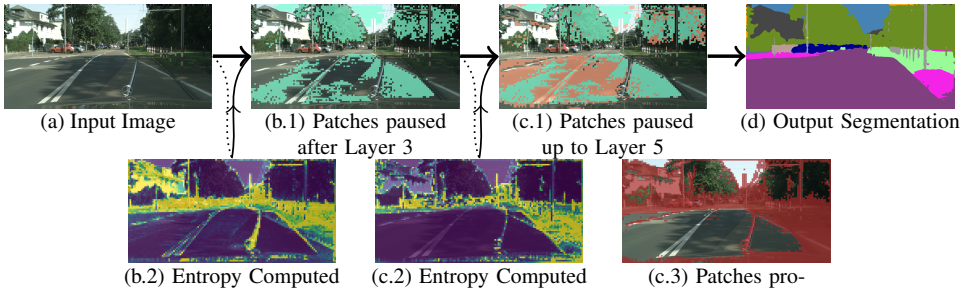 (a) Input Image
(b.1) Patches paused
after Layer 3
(c.1) Patches paused
up to Layer 5
(d) Output Segmentation
(b.2) Entropy Computed
(c.2) Entropy Computed
(c.3) Patches pro-